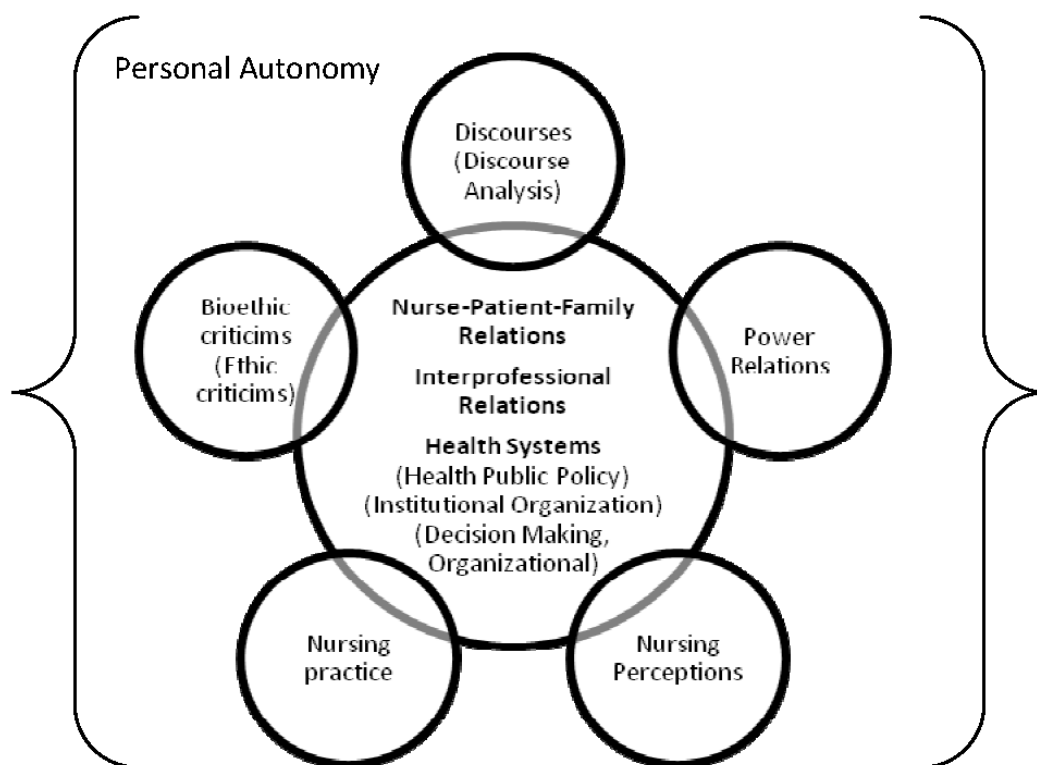 Personal Autonomy
Discourses
(Discourse
Analysis)
Bioethic
criticims
(Ethic
criticims)
Nurse-Patient-Family
Relations
Interprofessional
Relations
Health Systems
(Health Public Policy)
(Institutional Organization)
(Decision Making,
Organizational)
Power
Relations
Nursing
practice
Nursing
Perceptions